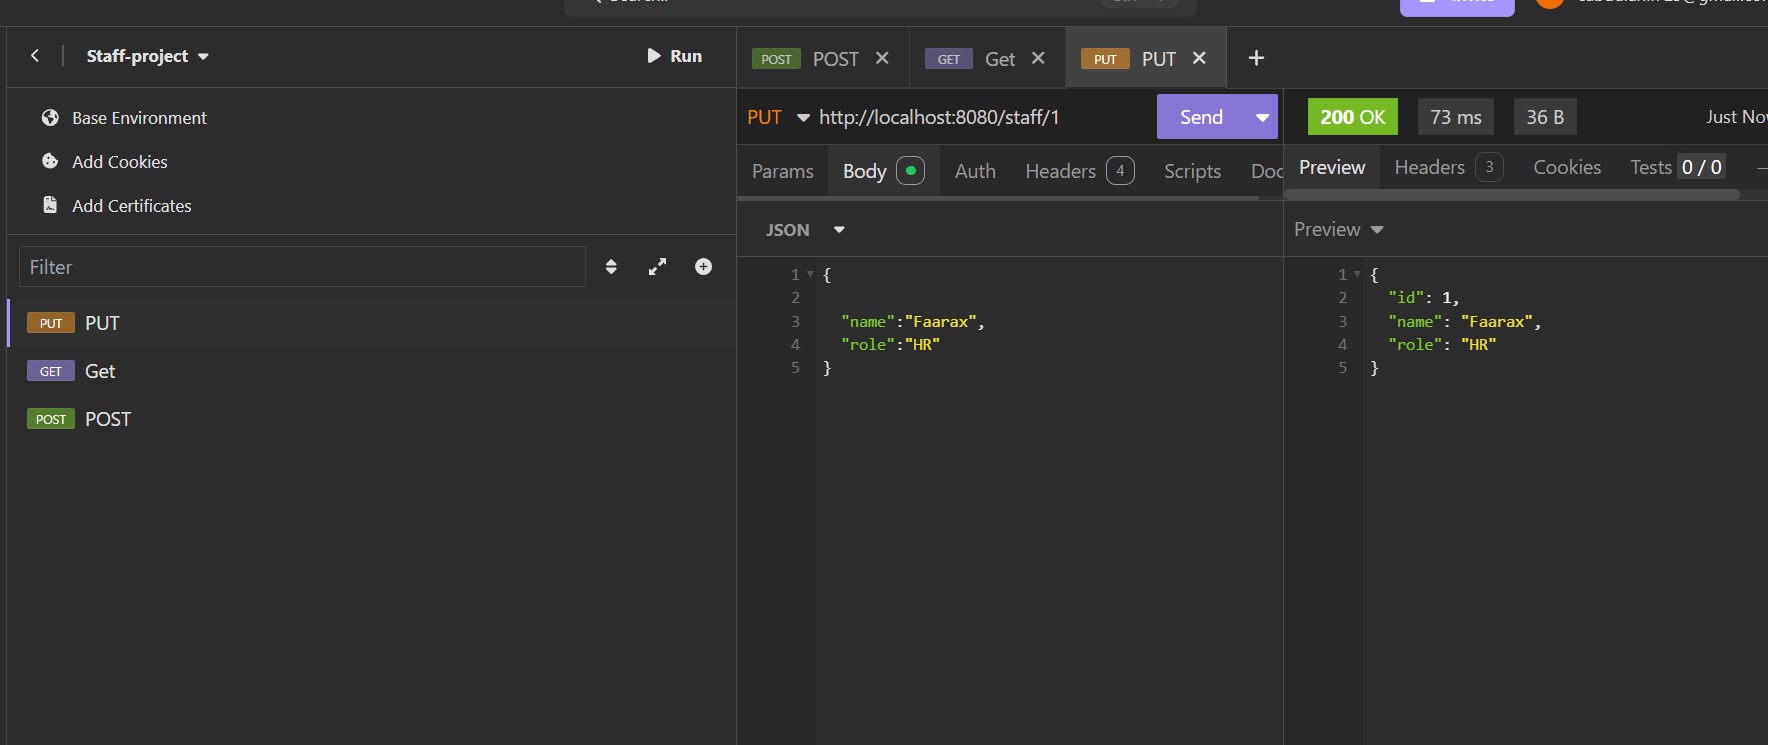 Staff-project
Run
Base Environment
Add Cookies
Add Certificates
Filter
PUT PUT
GET Get
POST POST
POST POST
GET Get
PUT PUT
PUT http://localhost:8080/staff/1
Send
Params Body Auth Headers 4 Scripts
JSON
1 {
2
3 "name":"Faarax",
4 "role":"HR"
5 }
200 OK 73 ms 36 B Just
Preview Headers 3 Cookies Tests 0 / 0
Preview
1 {
2 "id": 1,
3 "name": "Faarax",
4 "role": "HR"
5 }